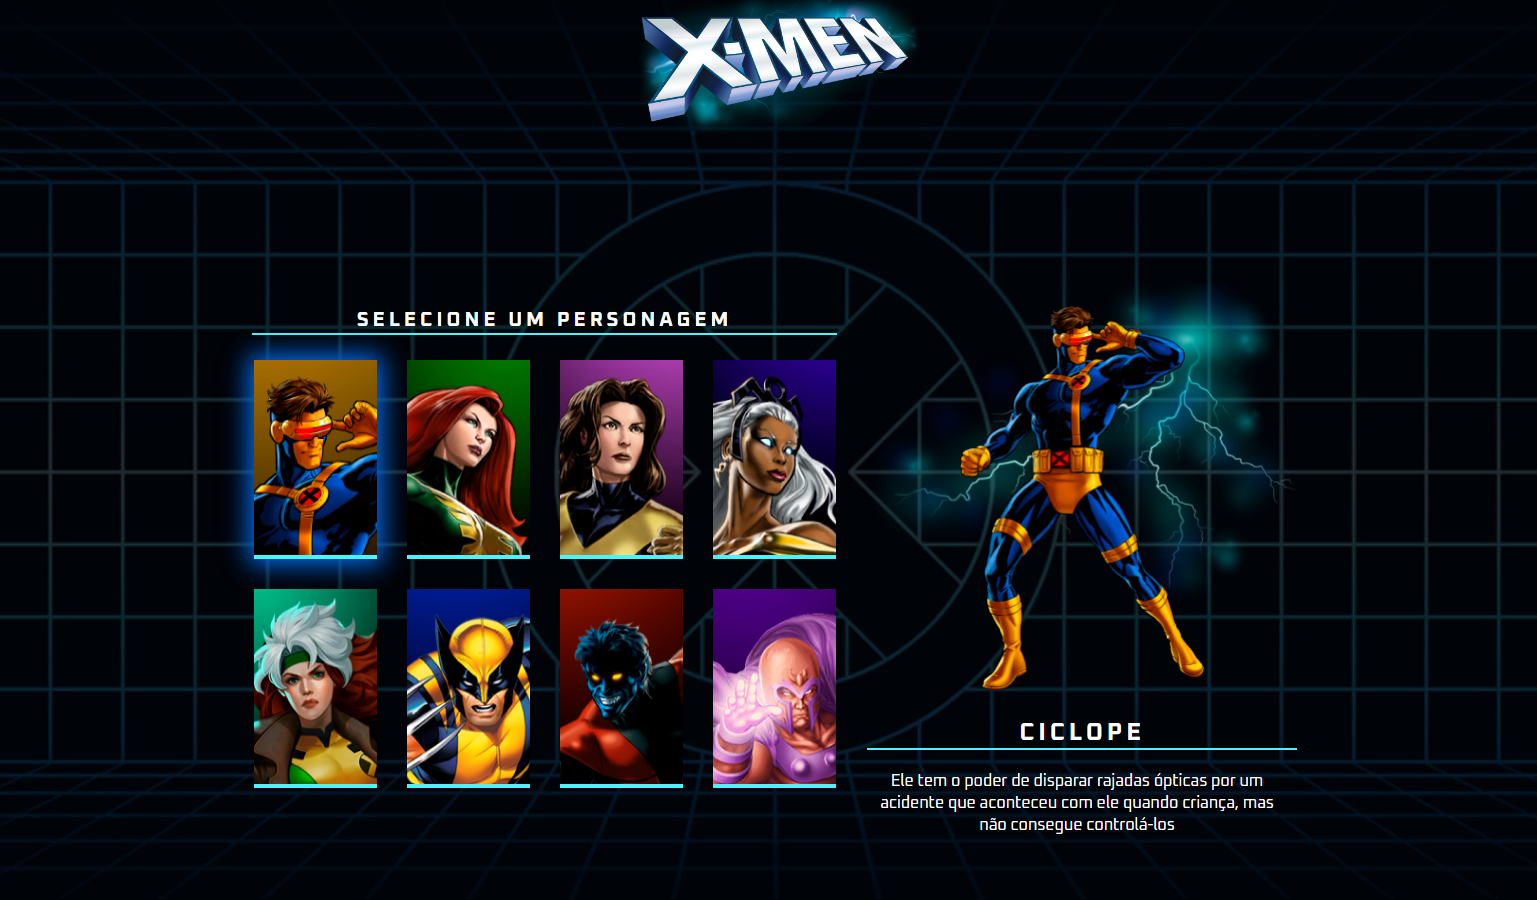 X-MEN
SELECIONE UM PERSONAGEM
CICLOPE
Ele tem o poder de disparar rajadas ópticas por um
acidente que aconteceu com ele quando criança, mas
não consegue controlá-los